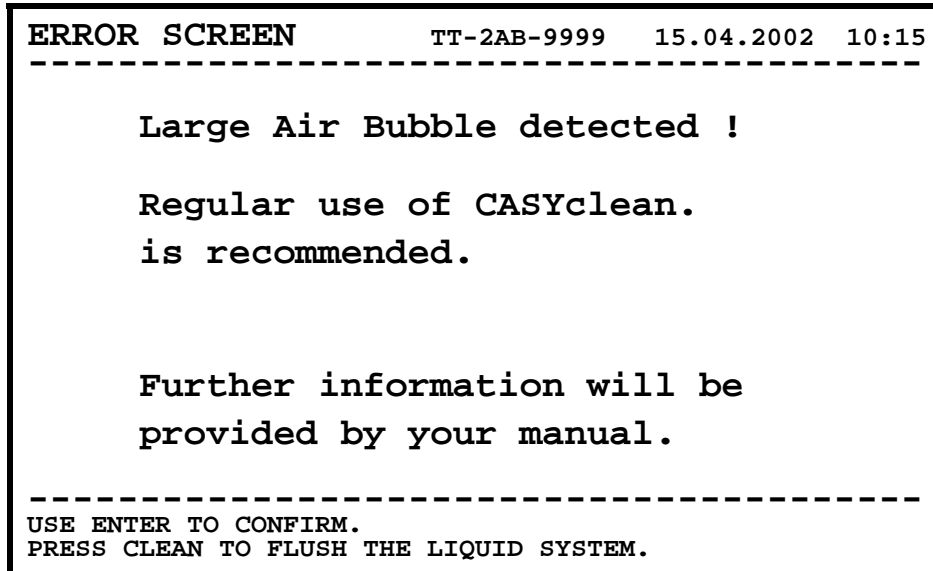 ERROR SCREEN TT-2AB-9999 15.04.2002 10:15
-----------------------------------------
Large Air Bubble detected !
Regular use of CASYclean.
is recommended.
Further information will be
provided by your manual.
-----------------------------------------
USE ENTER TO CONFIRM.
PRESS CLEAN TO FLUSH THE LIQUID SYSTEM.